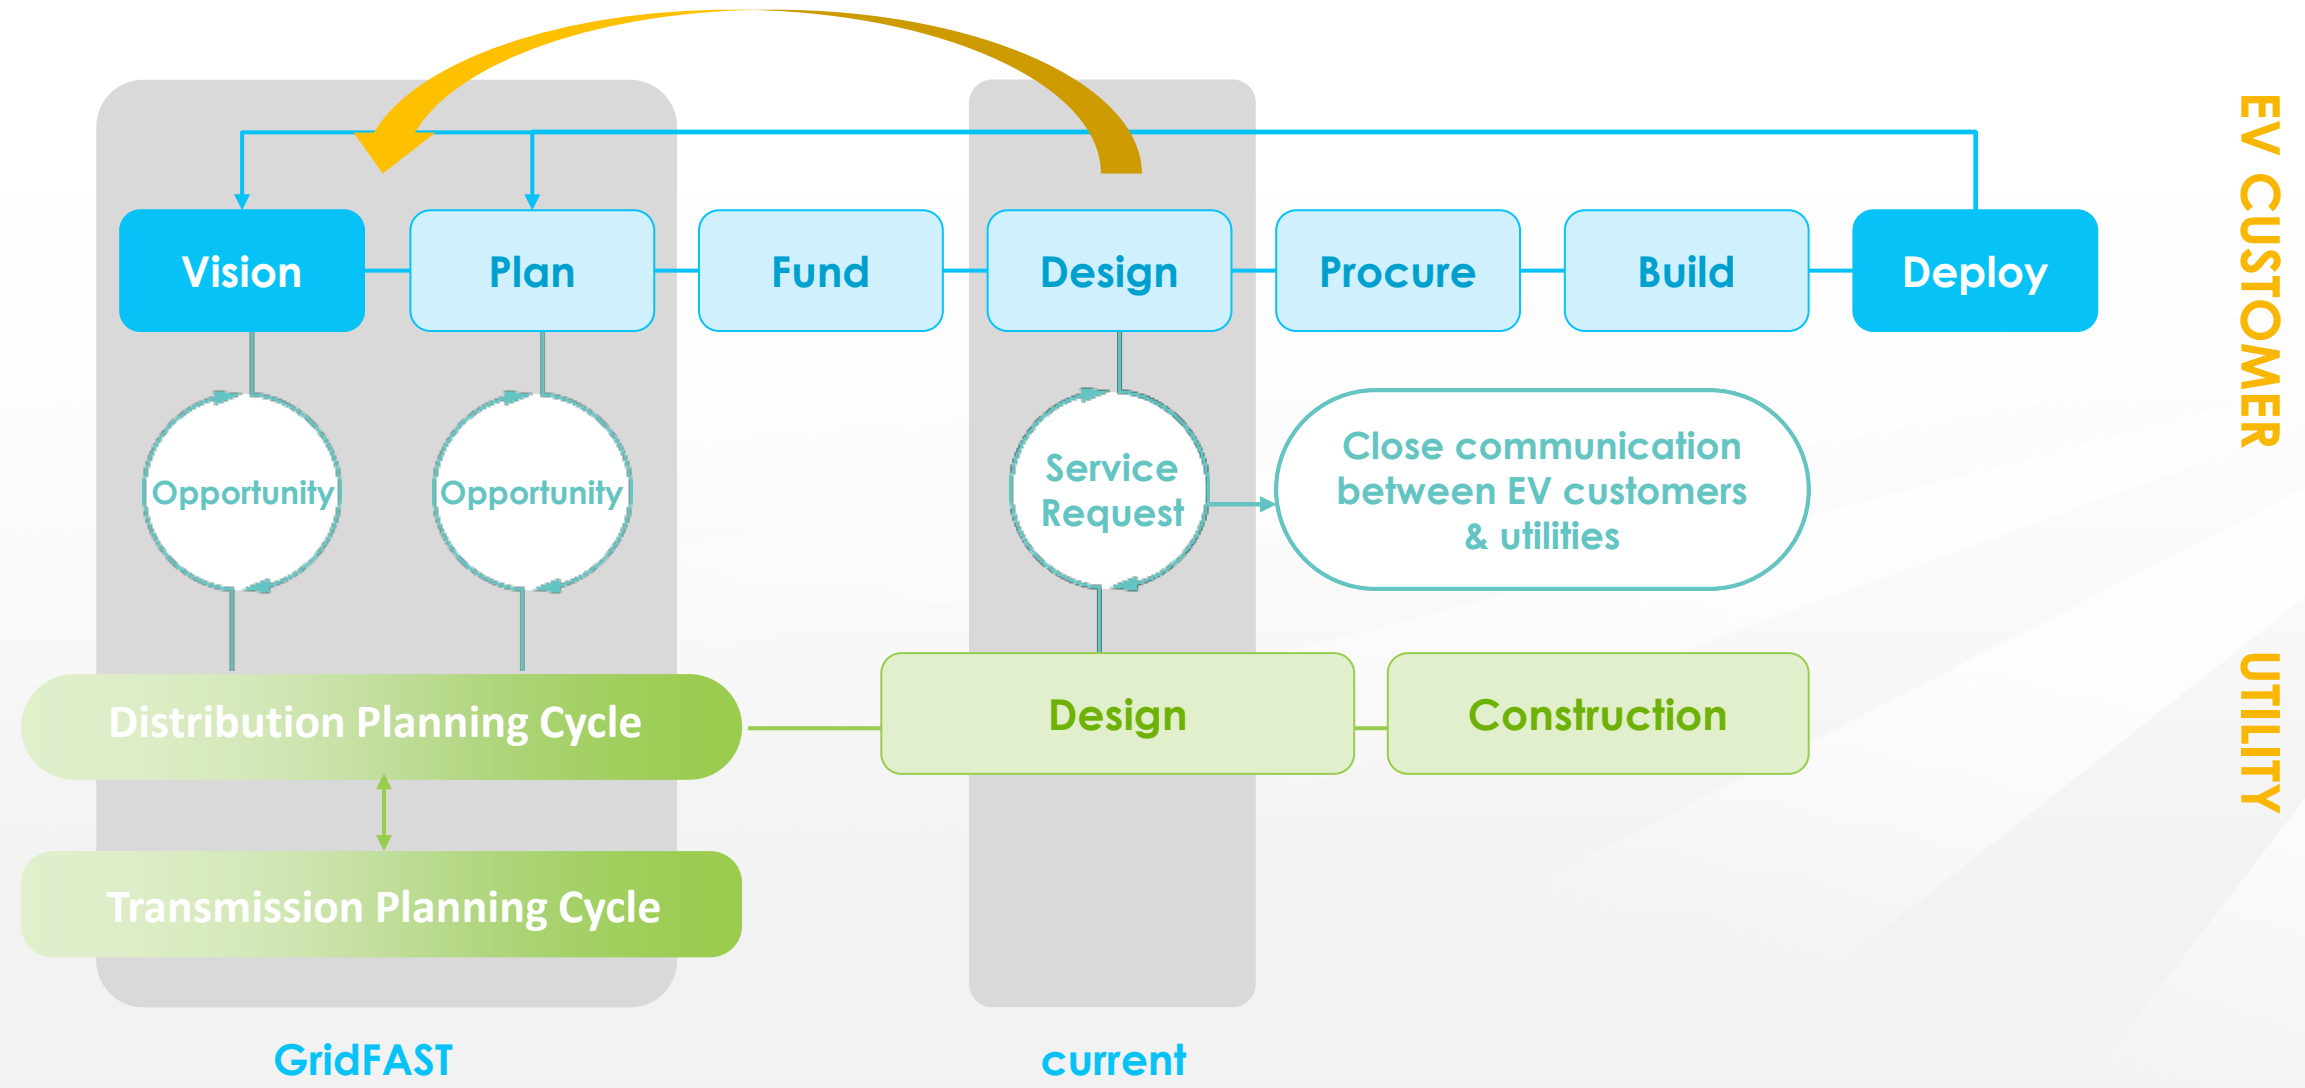 Vision
Plan
Fund
Design
Procure
Build
Deploy
EV CUSTOMER
Opportunity
Opportunity
Service
Request
Close communication
between EV customers
& utilities
Distribution Planning Cycle
Design
Construction
UTILITY
Transmission Planning Cycle
GridFAST
current